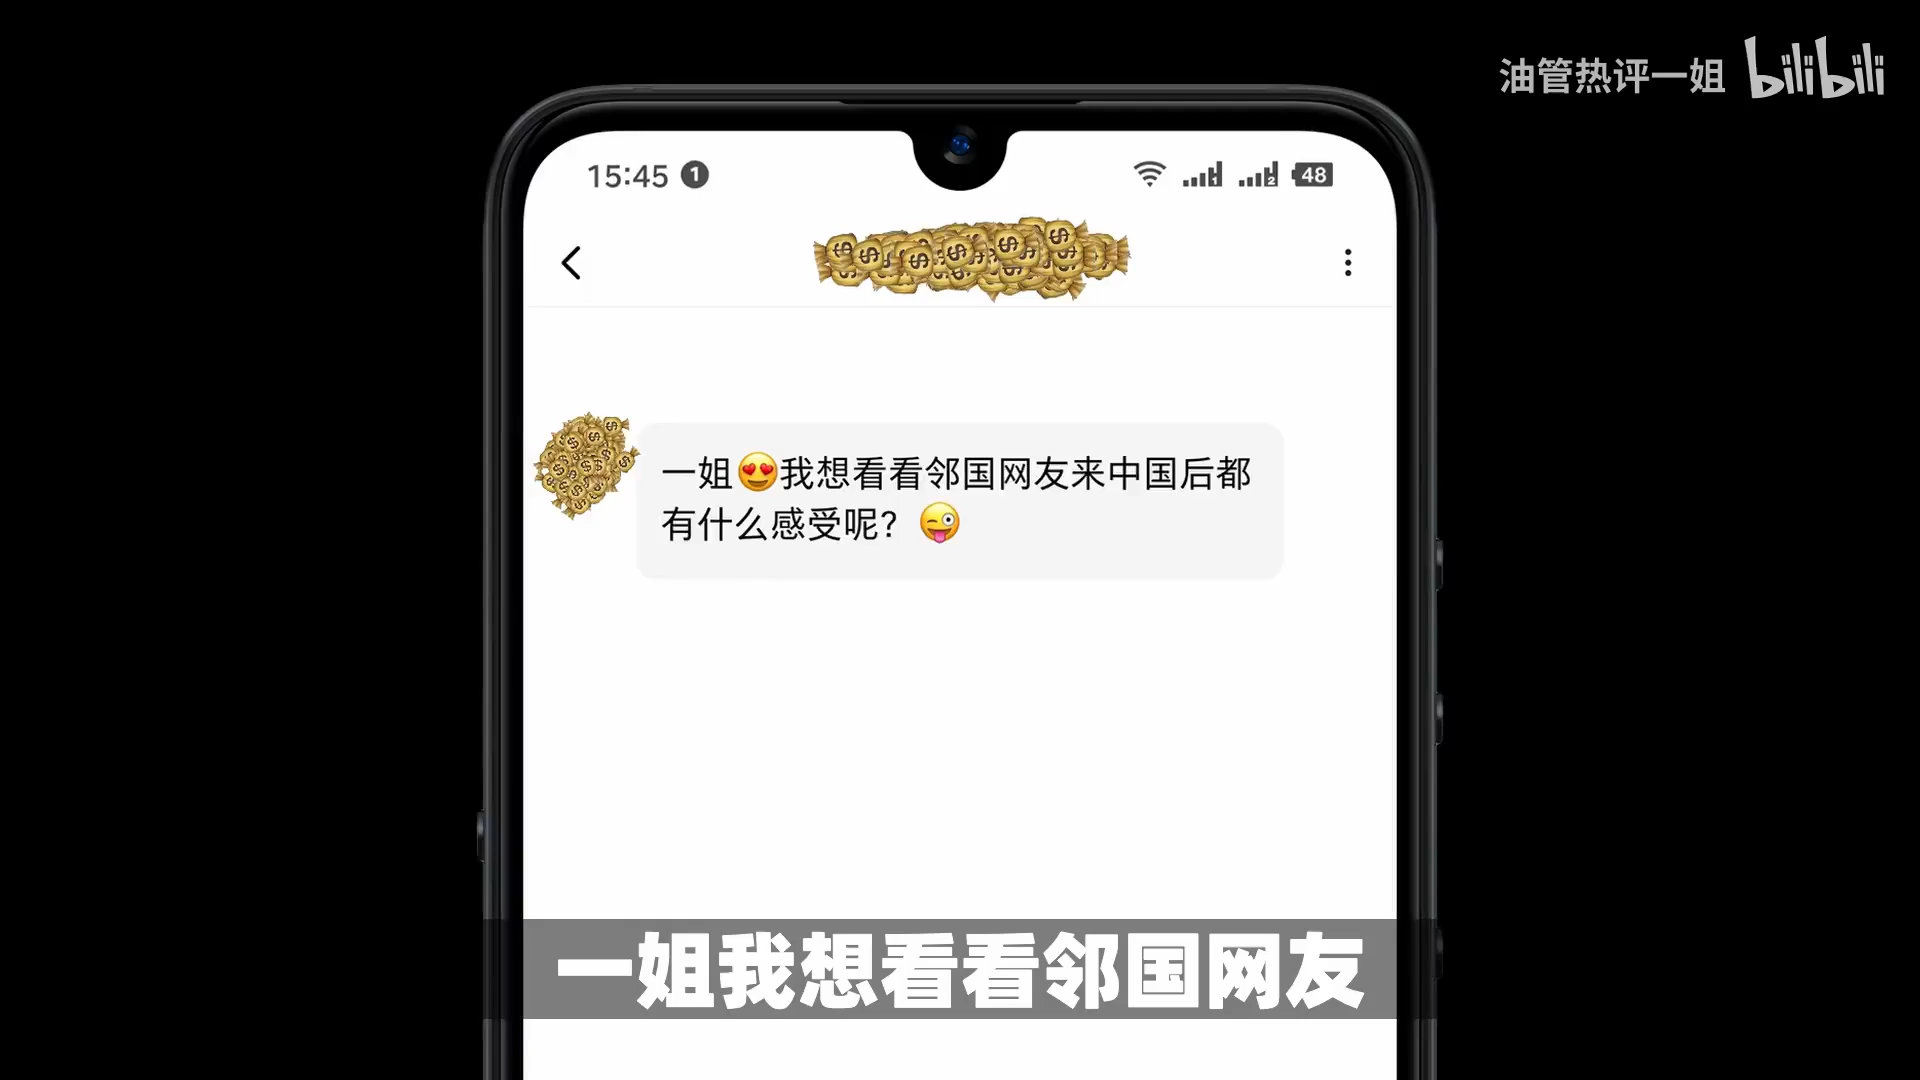 油管热评一姐 bilibili
15:45 1 1 2 48
一姐😍我想看看邻国网友来中国后都
有什么感受呢？😜
一姐我想看看邻国网友